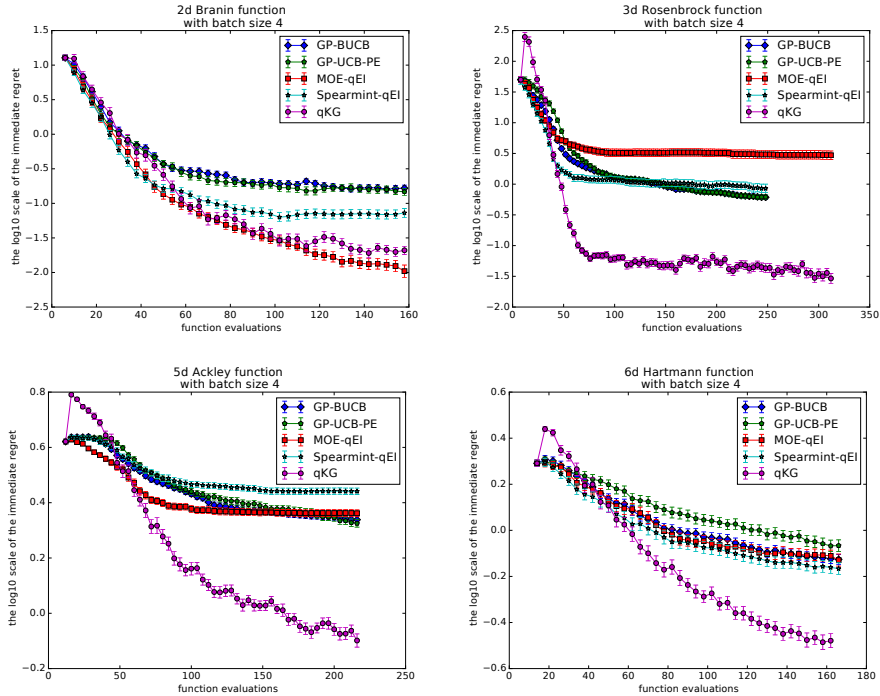 2d Branin function
with batch size 4
the log10 scale of the immediate regret
1.5
1.0
0.5
0.0
−0.5
−1.0
−1.5
−2.0
−2.5
GP-BUCB
GP-UCB-PE
MOE-qEI
Spearmint-qEI
qKG
0 20 40 60 80 100 120 140 160
function evaluations
3d Rosenbrock function
with batch size 4
the log10 scale of the immediate regret
2.5
2.0
1.5
1.0
0.5
0.0
−0.5
−1.0
−1.5
−2.0
GP-BUCB
GP-UCB-PE
MOE-qEI
Spearmint-qEI
qKG
0 50 100 150 200 250 300 350
function evaluations
5d Ackley function
with batch size 4
the log10 scale of the immediate regret
0.8
0.6
0.4
0.2
0.0
−0.2
GP-BUCB
GP-UCB-PE
MOE-qEI
Spearmint-qEI
qKG
0 50 100 150 200 250
function evaluations
6d Hartmann function
with batch size 4
the log10 scale of the immediate regret
0.6
0.4
0.2
0.0
−0.2
−0.4
−0.6
GP-BUCB
GP-UCB-PE
MOE-qEI
Spearmint-qEI
qKG
0 20 40 60 80 100 120 140 160 180
function evaluations